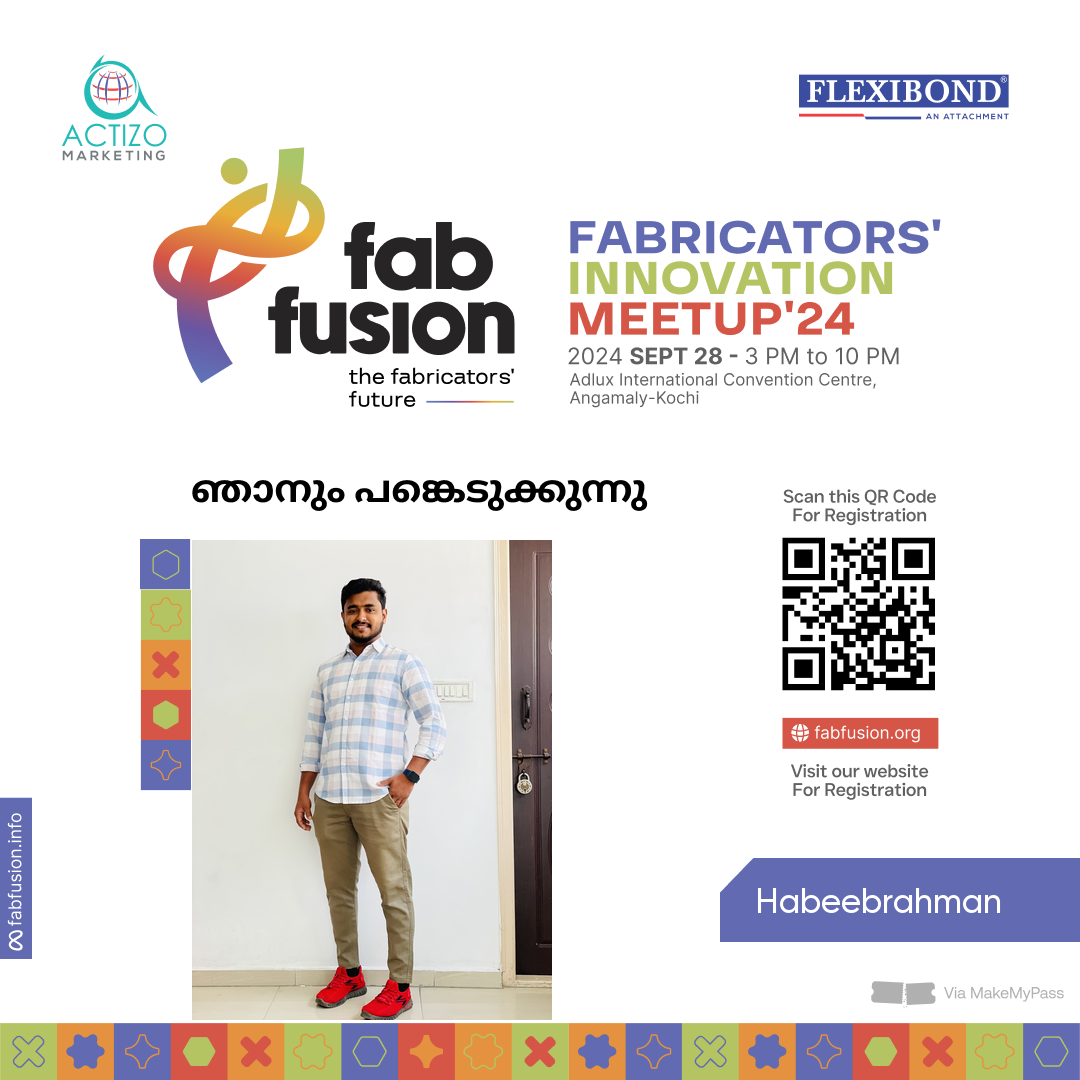 ACTIZO
MARKETING
FLEXIBOND®
AN ATTACHMENT
fab
fusion
the fabricators'
future
FABRICATORS'
INNOVATION
MEETUP'24
2024 SEPT 28 - 3 PM to 10 PM
Adlux International Convention Centre,
Angamaly-Kochi
ഞാനും പങ്കെടുക്കുന്നു
Scan this QR Code
For Registration
fabfusion.org
Visit our website
For Registration
fabfusion.info
Habeebrahman
Via MakeMyPass